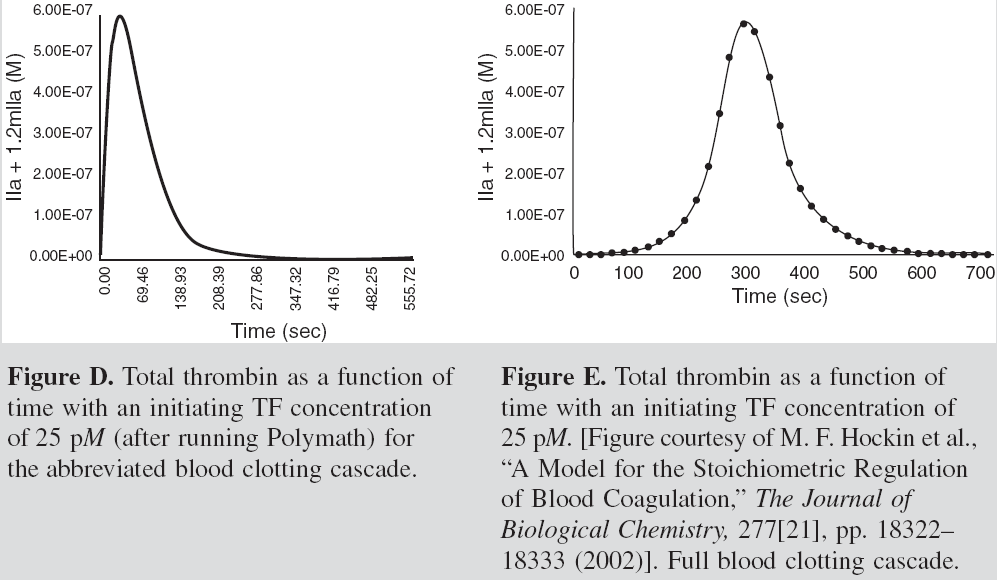 6.00E-07
5.00E-07
4.00E-07
3.00E-07
2.00E-07
1.00E-07
0.00E+00
IIa + 1.2mIIa (M)
0.00
69.46
138.93
208.39
277.86
347.32
416.79
482.25
555.72
Time (sec)
Figure D. Total thrombin as a function of
time with an initiating TF concentration
of 25 pM (after running Polymath) for
the abbreviated blood clotting cascade.
6.00E-07
5.00E-07
4.00E-07
3.00E-07
2.00E-07
1.00E-07
0.00E+00
IIa + 1.2mIIa (M)
0 100 200 300 400 500 600 700
Time (sec)
Figure E. Total thrombin as a function of
time with an initiating TF concentration of
25 pM. [Figure courtesy of M. F. Hockin et al.,
“A Model for the Stoichiometric Regulation
of Blood Coagulation,” The Journal of
Biological Chemistry, 277[21], pp. 18322–
18333 (2002)]. Full blood clotting cascade.